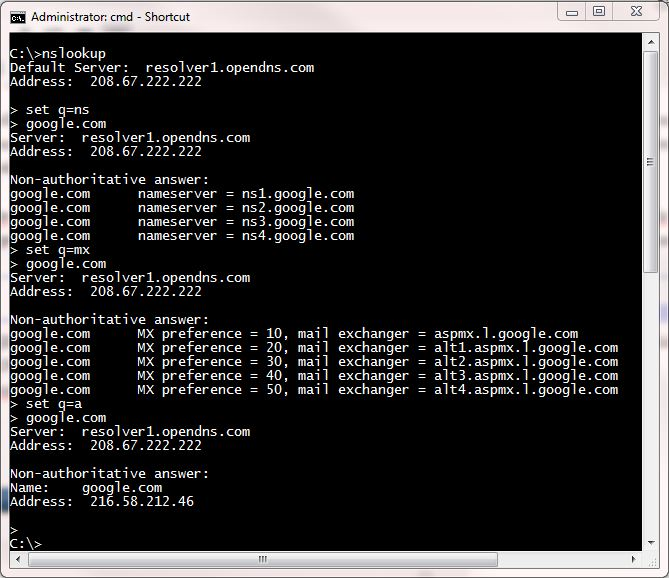 Administrator: cmd - Shortcut
C:\>nslookup
Default Server:  resolver1.opendns.com
Address:  208.67.222.222
> set q=ns
> google.com
Server:  resolver1.opendns.com
Address:  208.67.222.222
Non-authoritative answer:
google.com      nameserver = ns1.google.com
google.com      nameserver = ns2.google.com
google.com      nameserver = ns3.google.com
google.com      nameserver = ns4.google.com
> set q=mx
> google.com
Server:  resolver1.opendns.com
Address:  208.67.222.222
Non-authoritative answer:
google.com      MX preference = 10, mail exchanger = aspmx.l.google.com
google.com      MX preference = 20, mail exchanger = alt1.aspmx.l.google.com
google.com      MX preference = 30, mail exchanger = alt2.aspmx.l.google.com
google.com      MX preference = 40, mail exchanger = alt3.aspmx.l.google.com
google.com      MX preference = 50, mail exchanger = alt4.aspmx.l.google.com
> set q=a
> google.com
Server:  resolver1.opendns.com
Address:  208.67.222.222
Non-authoritative answer:
Name:    google.com
Address:  216.58.212.46
>
C:\>